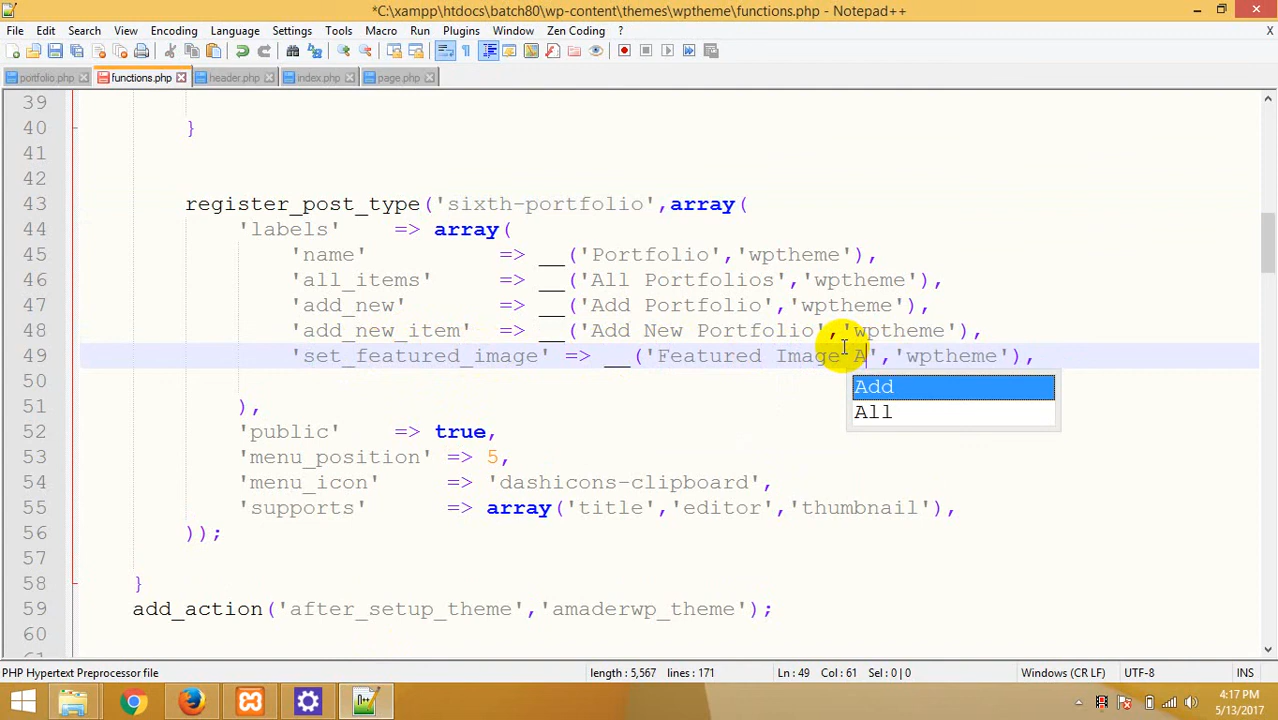 *C:\xampp\htdocs\batch80\wp-content\themes\wptheme\functions.php - Notepad++
File Edit Search View Encoding Language Settings Tools Macro Run Plugins Window Zen Coding ? X
portfolio.php functions.php header.php index.php page.php
39
40 }
41
42
43 register_post_type('sixth-portfolio',array(
44 'labels' => array(
45 'name' => __('Portfolio','wptheme'),
46 'all_items' => __('All Portfolios','wptheme'),
47 'add_new' => __('Add Portfolio','wptheme'),
48 'add_new_item' => __('Add New Portfolio','wptheme'),
49 'set_featured_image' => __('Featured Image A','wptheme'),
50
Add
51 ),
All
52 'public' => true,
53 'menu_position' => 5,
54 'menu_icon' => 'dashicons-clipboard',
55 'supports' => array('title','editor','thumbnail'),
56 ));
57
58 }
59 add_action('after_setup_theme','amaderwp_theme');
60
PHP Hypertext Preprocessor file length : 5,567 lines : 171 Ln : 49 Col : 61 Sel : 0 | 0 Windows (CR LF) UTF-8 INS
4:17 PM
5/13/2017